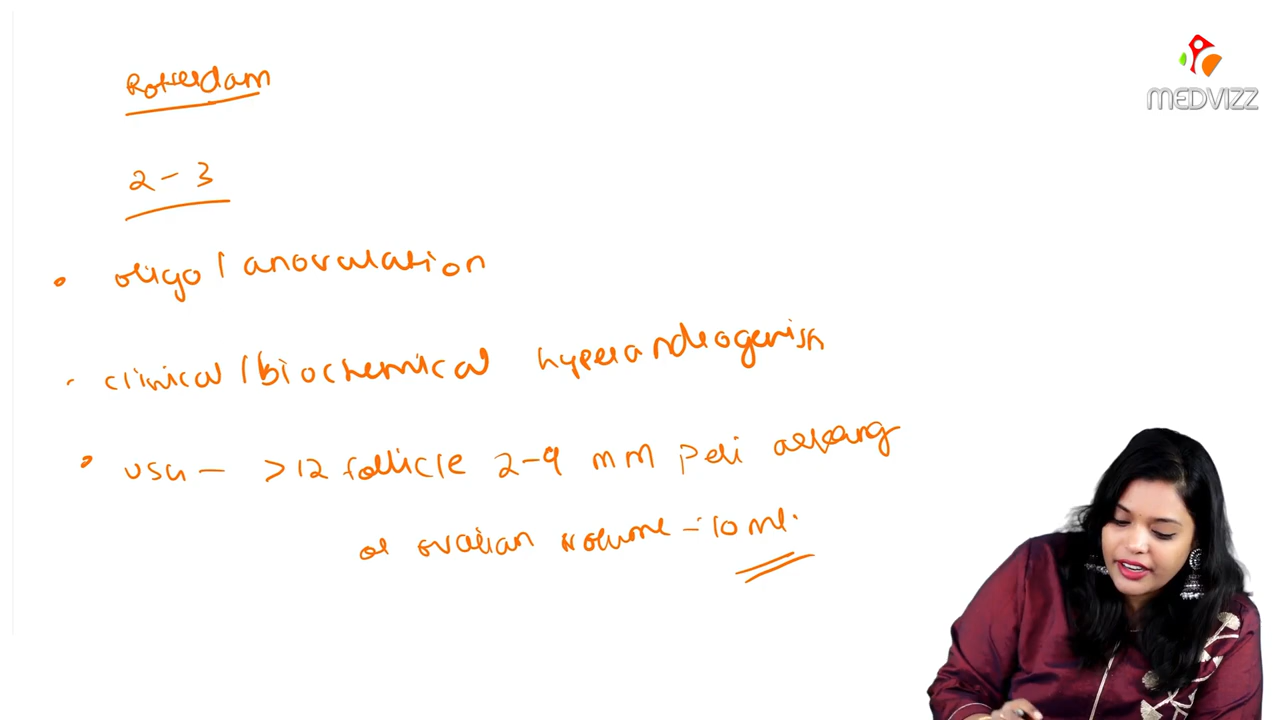 Rotterdam
MEDVIZZ
2 - 3
• oligo / anovulation
• clinical / biochemical hyperandrogenism
• USG - >12 follicle 2-9 mm peri
or ovarian volume - 10 ml.